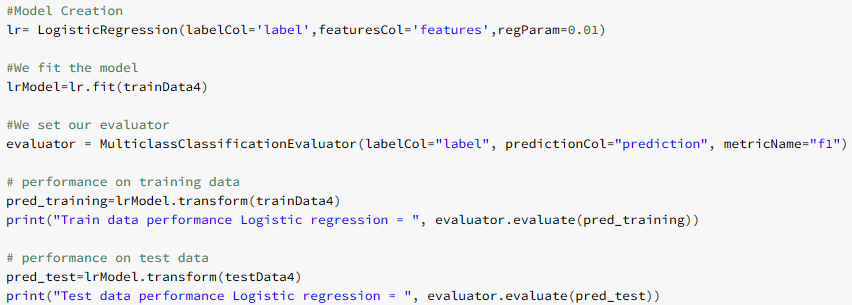 #Model Creation
lr= LogisticRegression(labelCol='label',featuresCol='features',regParam=0.01)
#We fit the model
lrModel=lr.fit(trainData4)
#We set our evaluator
evaluator = MulticlassClassificationEvaluator(labelCol="label", predictionCol="prediction", metricName="f1")
# performance on training data
pred_training=lrModel.transform(trainData4)
print("Train data performance Logistic regression = ", evaluator.evaluate(pred_training))
# performance on test data
pred_test=lrModel.transform(testData4)
print("Test data performance Logistic regression = ", evaluator.evaluate(pred_test))